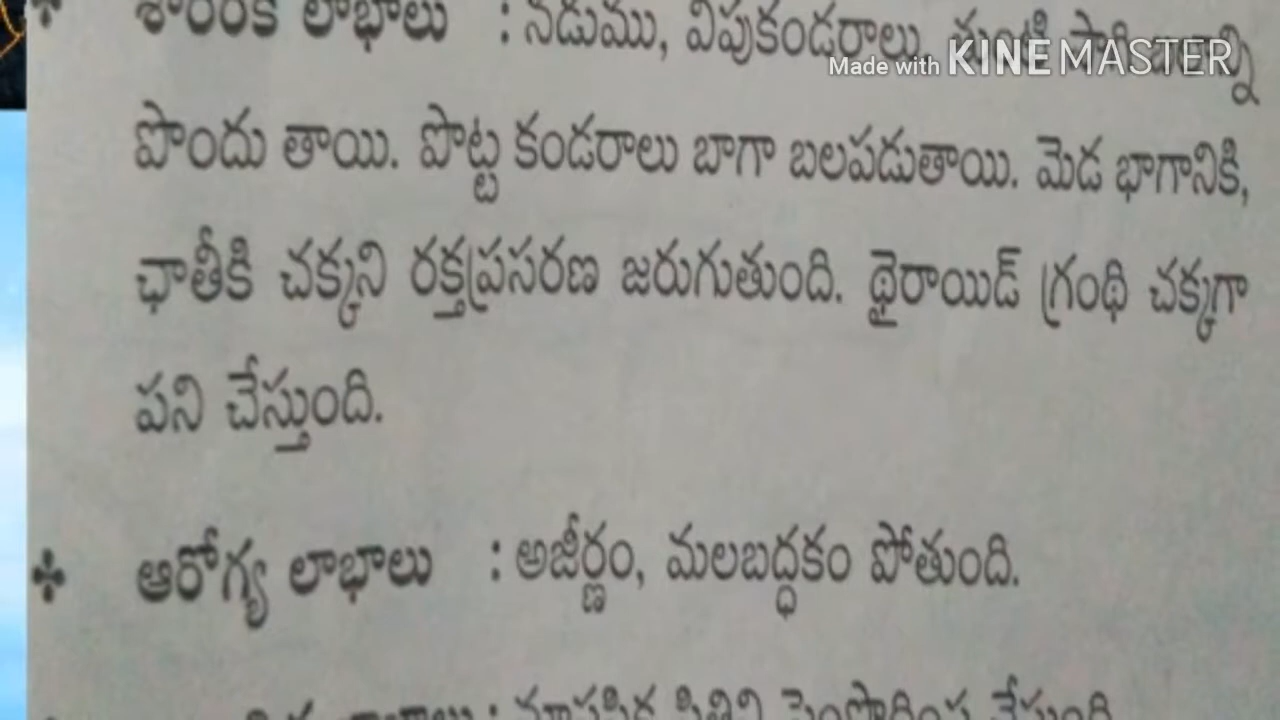 శారీరక లాభాలు : నడుము, వీపుకండరాలు,
Made with KINEMASTER
పొందు తాయి. పొట్ట కండరాలు బాగా బలపడుతాయి. మెడ భాగానికి,
ఛాతీకి చక్కని రక్తప్రసరణ జరుగుతుంది. థైరాయిడ్ గ్రంథి చక్కగా
పని చేస్తుంది.
ఆరోగ్య లాభాలు : అజీర్ణం, మలబద్ధకం పోతుంది.